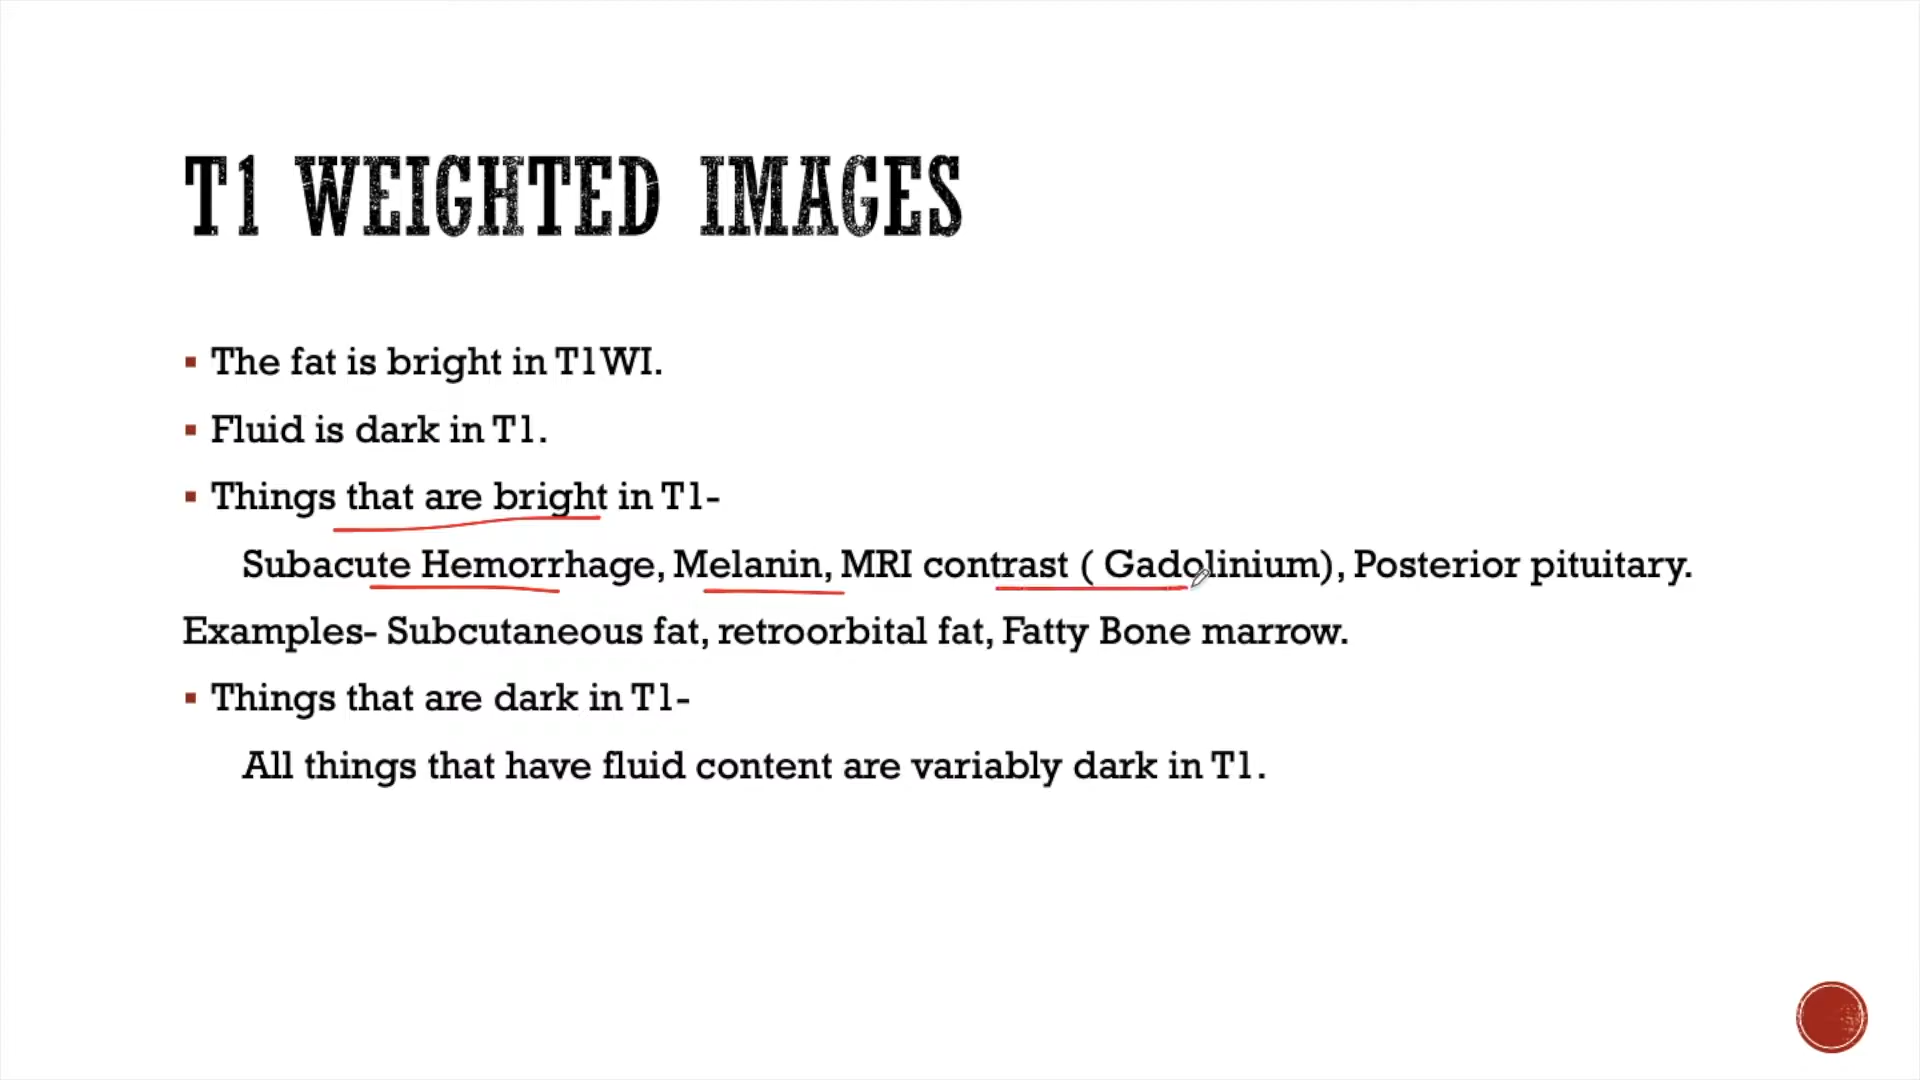 T1 WEIGHTED IMAGES
▪ The fat is bright in T1WI.
▪ Fluid is dark in T1.
▪ Things that are bright in T1-
Subacute Hemorrhage, Melanin, MRI contrast ( Gadolinium), Posterior pituitary.
Examples- Subcutaneous fat, retroorbital fat, Fatty Bone marrow.
▪ Things that are dark in T1-
All things that have fluid content are variably dark in T1.